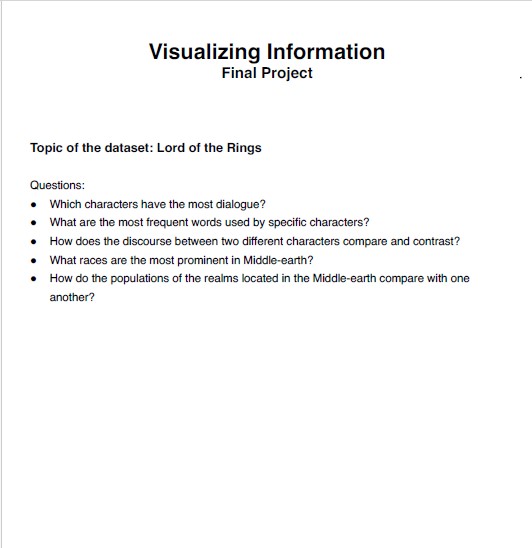 Visualizing Information
Final Project
Topic of the dataset: Lord of the Rings
Questions:
● Which characters have the most dialogue?
● What are the most frequent words used by specific characters?
● How does the discourse between two different characters compare and contrast?
● What races are the most prominent in Middle-earth?
● How do the populations of the realms located in the Middle-earth compare with one
another?